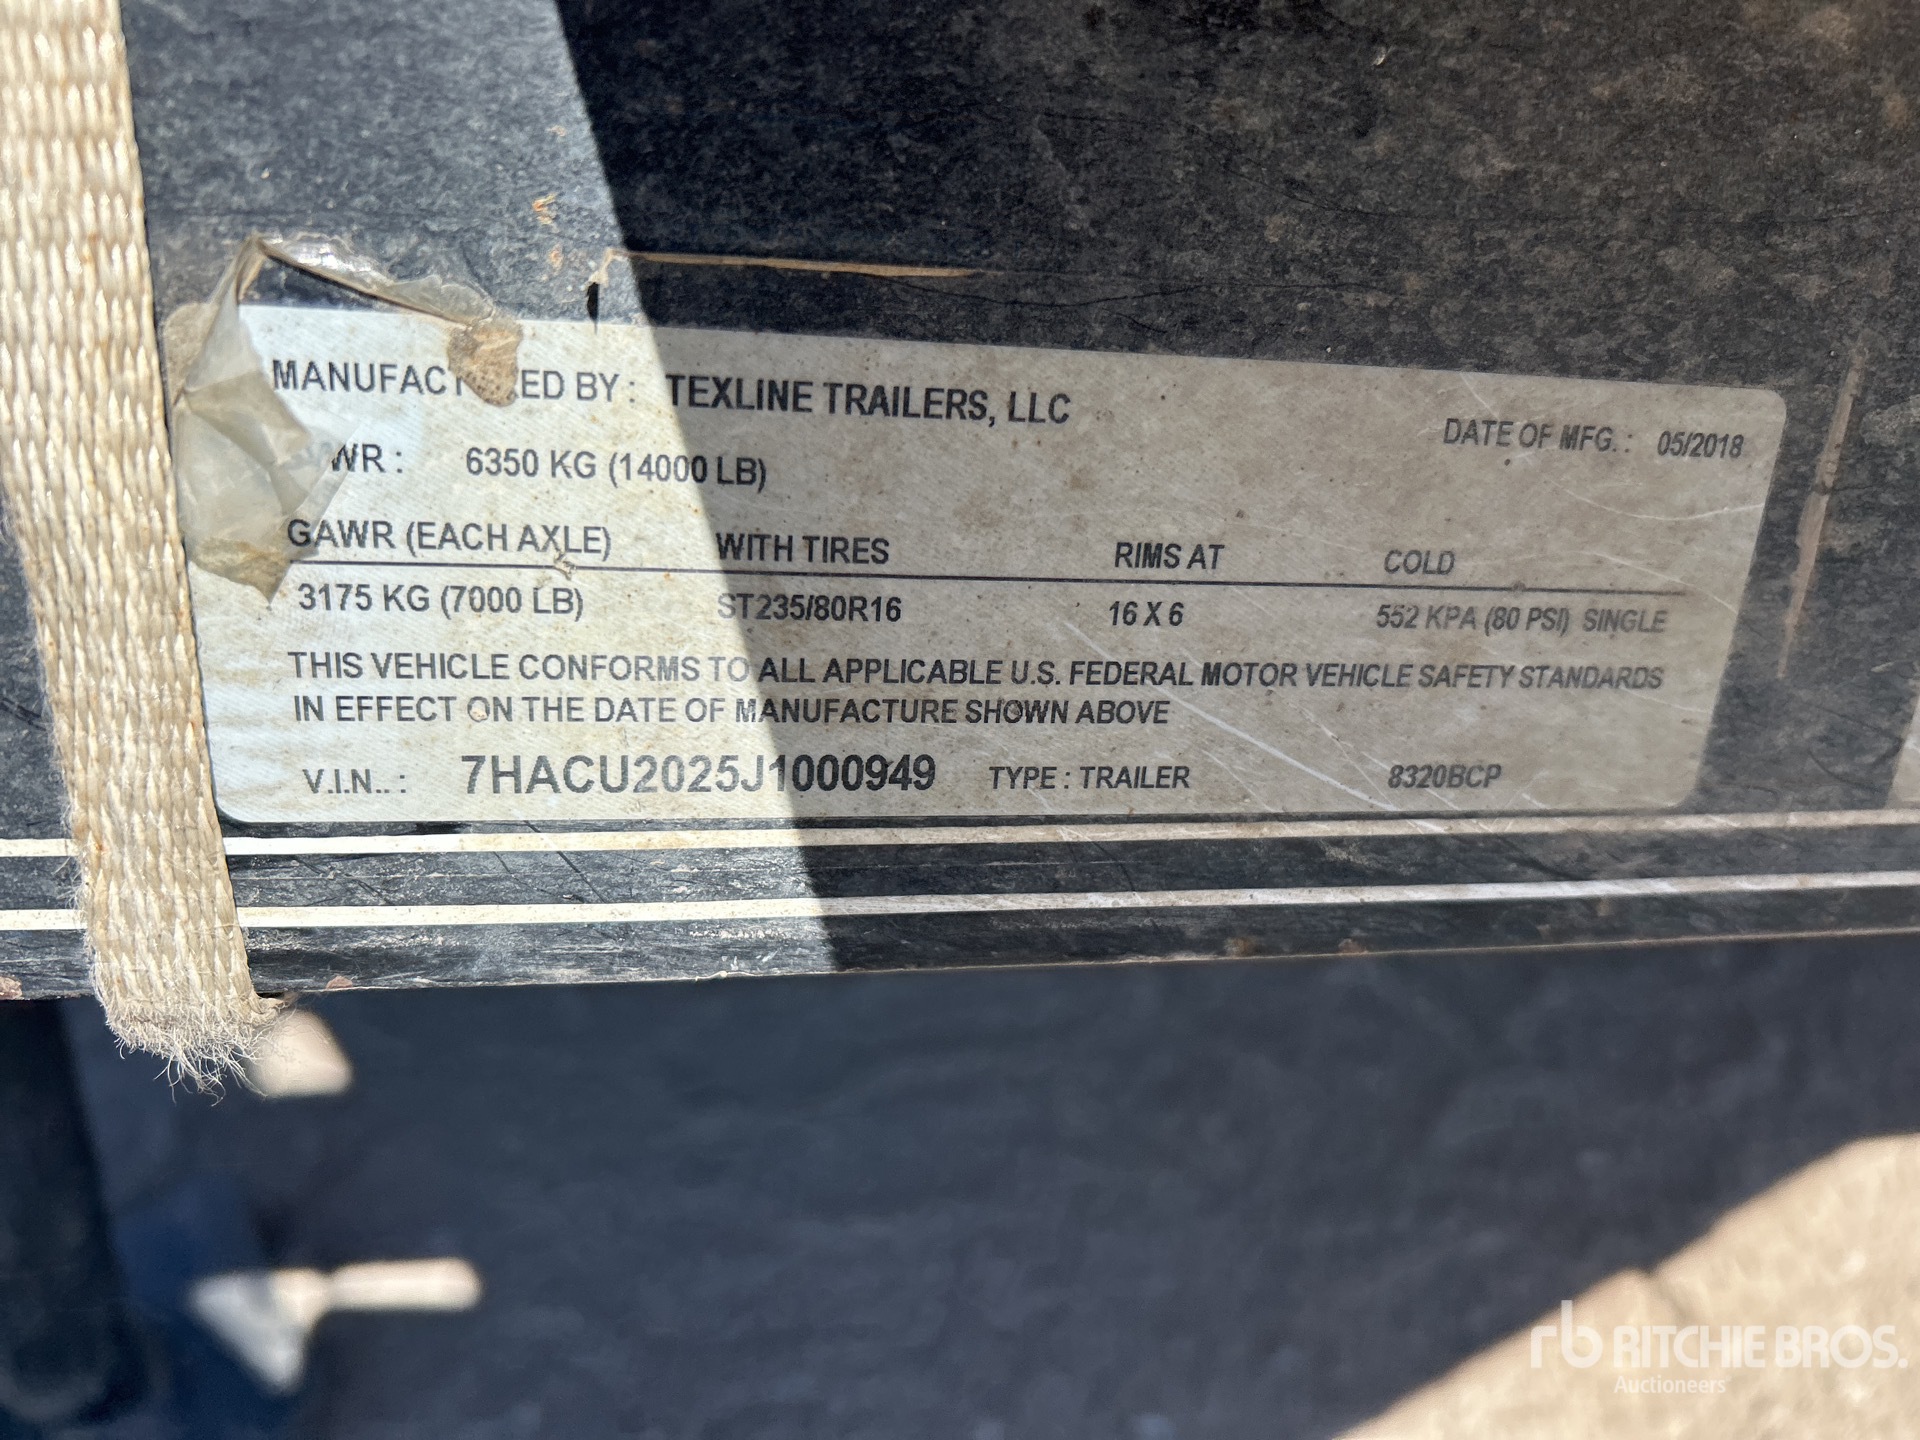 MANUFACTURED BY : TEXLINE TRAILERS, LLC
DATE OF MFG. : 05/2018
WR : 6350 KG (14000 LB)
GAWR (EACH AXLE) WITH TIRES RIMS AT COLD
3175 KG (7000 LB) ST235/80R16 16 X 6 552 KPA (80 PSI) SINGLE
THIS VEHICLE CONFORMS TO ALL APPLICABLE U.S. FEDERAL MOTOR VEHICLE SAFETY STANDARDS
IN EFFECT ON THE DATE OF MANUFACTURE SHOWN ABOVE
V.I.N.. : 7HACU2025J1000949 TYPE : TRAILER 8320BCP
rb RITCHIE BROS.
Auctioneers